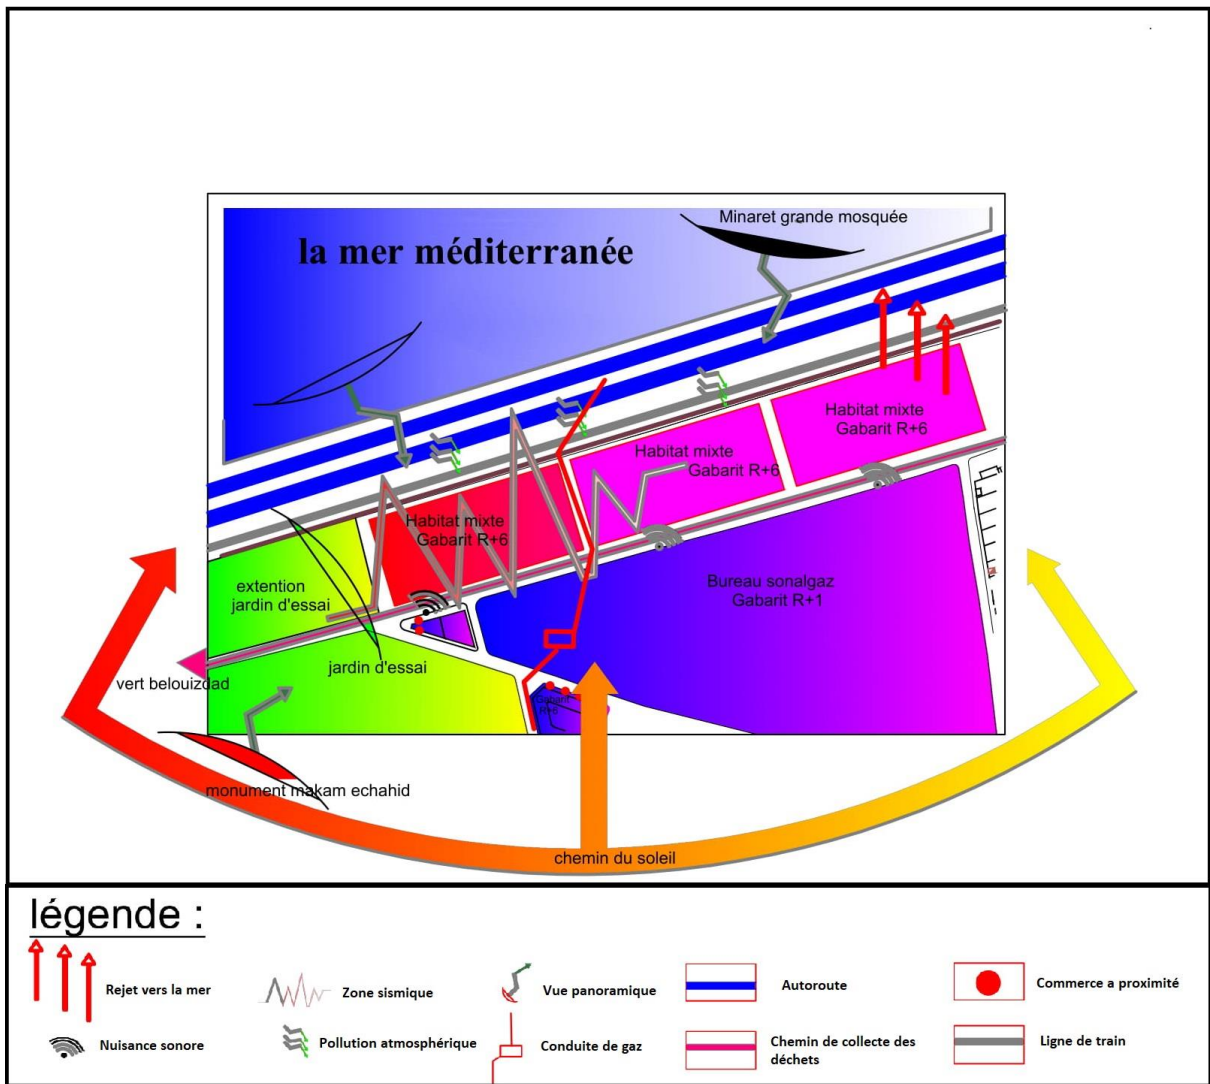 Minaret grande mosquée
la mer méditerranée
Habitat mixte
Gabarit R+6
Habitat mixte
Gabarit R+6
Habitat mixte
Gabarit R+6
extention
jardin d'essai
Bureau sonalgaz
Gabarit R+1
jardin d'essai
vert belouizdad
Gabarit
R+6
monument makam echahid
chemin du soleil
légende :
Rejet vers la mer
Zone sismique
Vue panoramique
Autoroute
Commerce a proximité
Nuisance sonore
Pollution atmosphérique
Conduite de gaz
Chemin de collecte des
déchets
Ligne de train